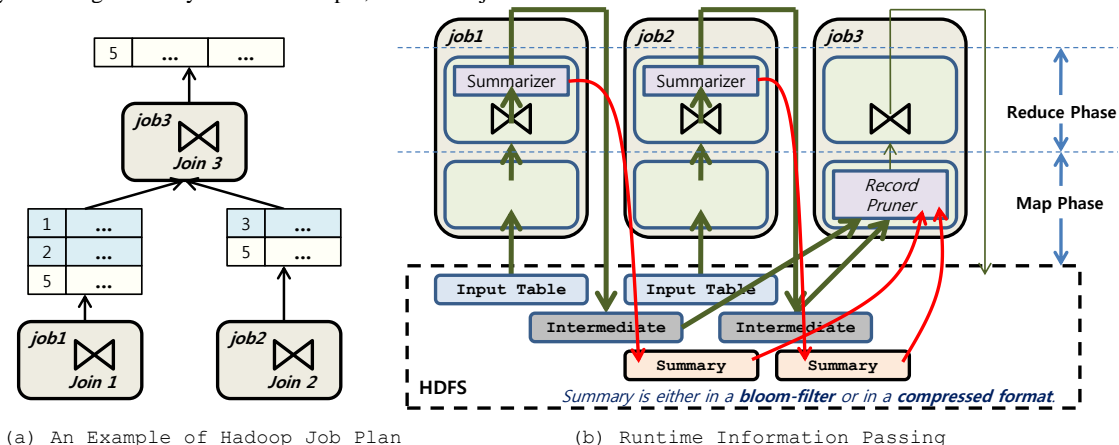 5 ... ...
job3
Join 3
1 ...
2 ...
5 ...
3 ...
5 ...
job1
Join 1
job2
Join 2
(a) An Example of Hadoop Job Plan
job1
job2
job3
Summarizer
Summarizer
Reduce Phase
Record
Pruner
Map Phase
Input Table
Input Table
Intermediate
Intermediate
Summary
Summary
HDFS
Summary is either in a bloom-filter or in a compressed format.
(b) Runtime Information Passing